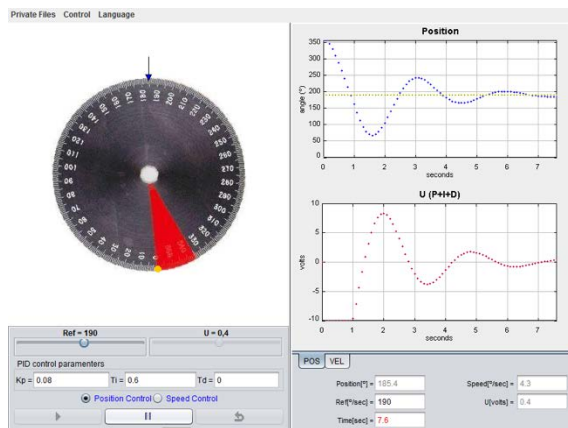 Private Files Control Language
Position
350
300
250
200
150
100
50
0
angle (°)
0 1 2 3 4 5 6 7
seconds
U (P+I+D)
10
5
0
-5
-10
volts
0 1 2 3 4 5 6 7
seconds
Ref = 190 U = 0,4
PID control paramenters
Kp = 0.08 Ti = 0.6 Td = 0
Position Control Speed Control
POS VEL
Position[°] = 185.4 Speed[°/sec] = 4.3
Ref[°/sec] = 190 U[volts] = 0.4
Time[sec] = 7.6